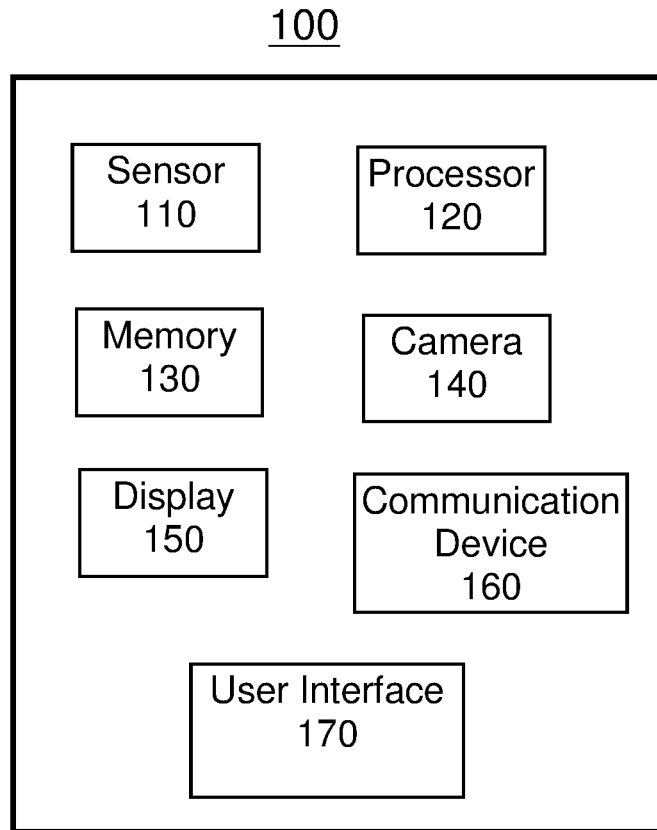 100
Sensor
110
Processor
120
Memory
130
Camera
140
Display
150
Communication
Device
160
User Interface
170